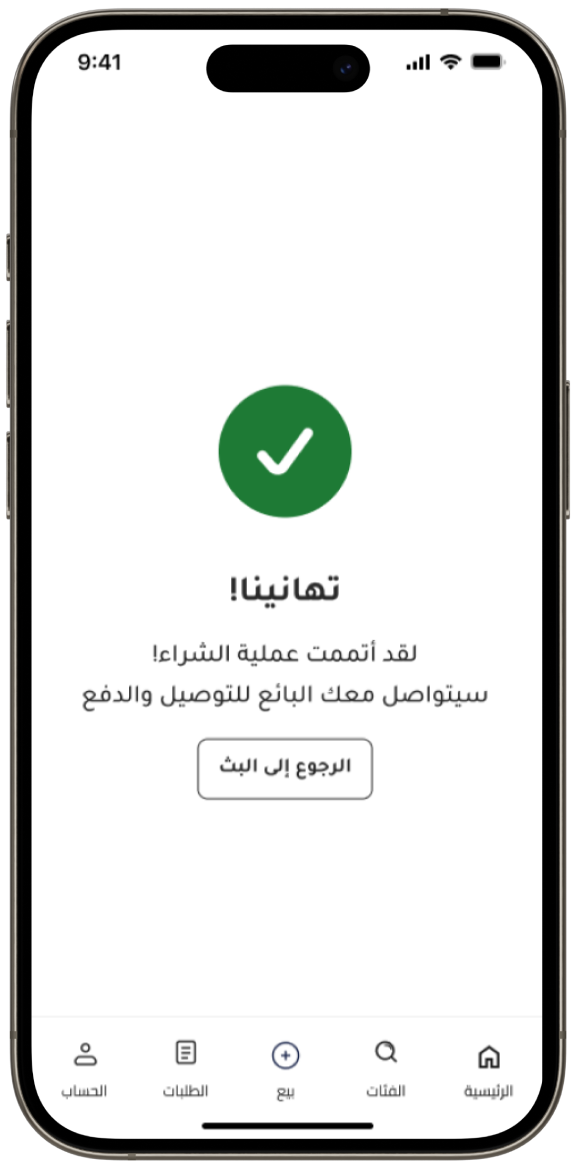 9:41
تهانينا!
لقد أتممت عملية الشراء!
سيتواصل معك البائع للتوصيل والدفع
الرجوع إلى البث
الرئيسية
الفئات
بيع
الطلبات
الحساب